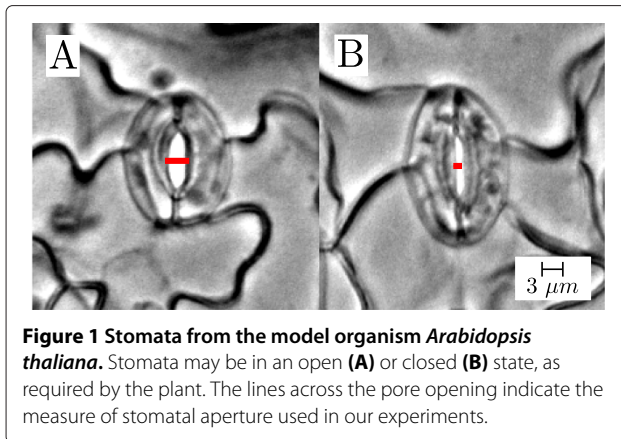 A
B
3 μm
Figure 1 Stomata from the model organism Arabidopsis
thaliana. Stomata may be in an open (A) or closed (B) state, as
required by the plant. The lines across the pore opening indicate the
measure of stomatal aperture used in our experiments.